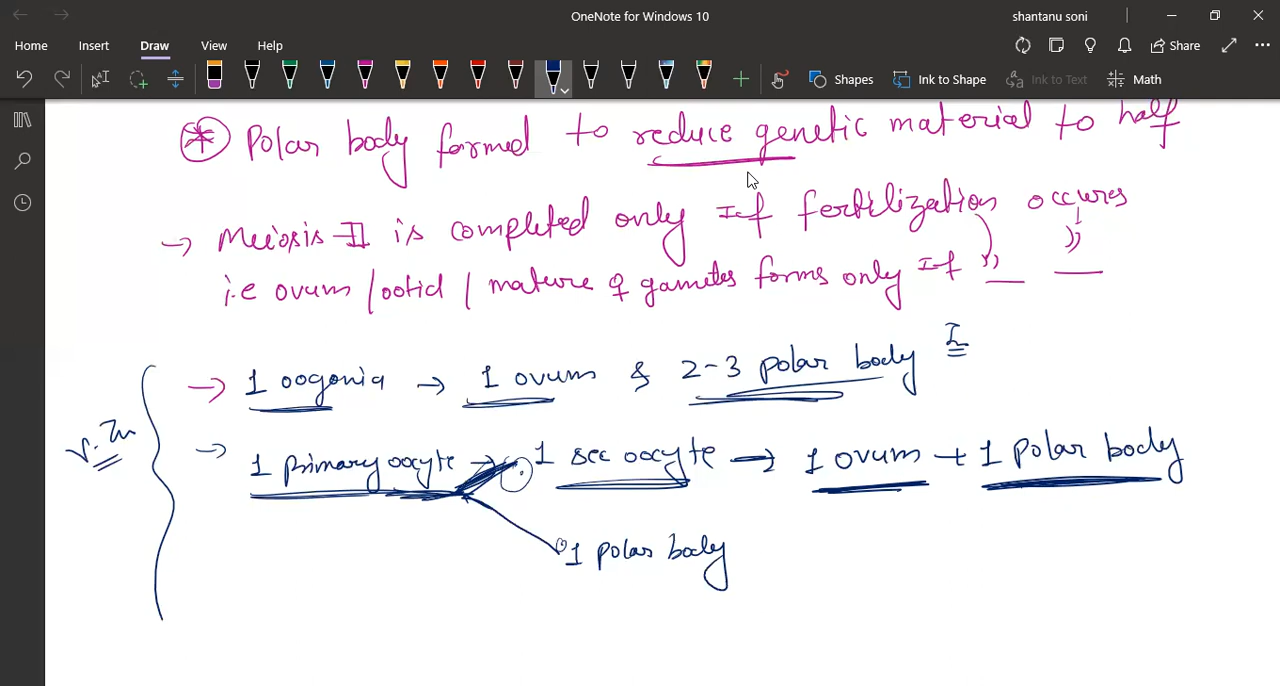 OneNote for Windows 10
shantanu soni
Home Insert Draw View Help
Share
Shapes Ink to Shape Ink to Text Math
* Polar body formed to reduce genetic material to half
→ Meiosis II is completed only If fertilization occures
i.e ovum / ootid / mature ♀ gametes forms only If ” — ” —
→ 1 oogonia → 1 ovum & 2-3 polar body
V. Im
→ 1 primary oocyte → 1 sec oocyte → 1 ovum + 1 polar body
1 polar body